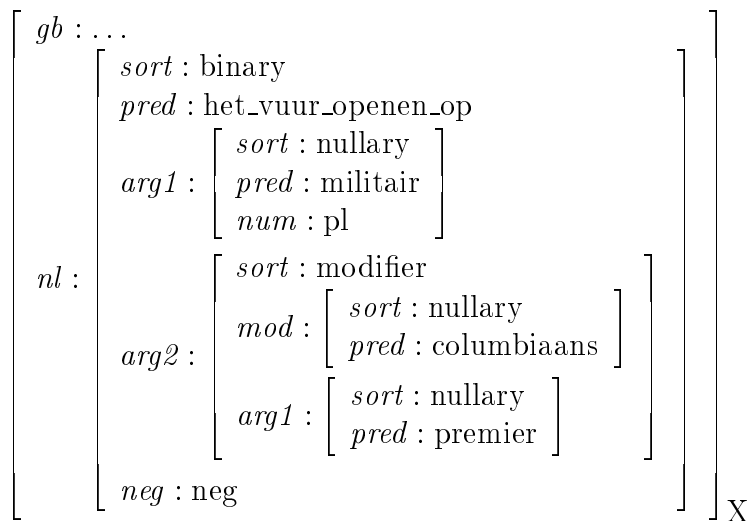 gb : ...
sort : binary
pred : het_vuur_openen_op
sort : nullary
arg1 : pred : militair
num : pl
nl :
sort : modifier
mod : sort : nullary
pred : columbiaans
arg2 :
arg1 : sort : nullary
pred : premier
neg : neg
X